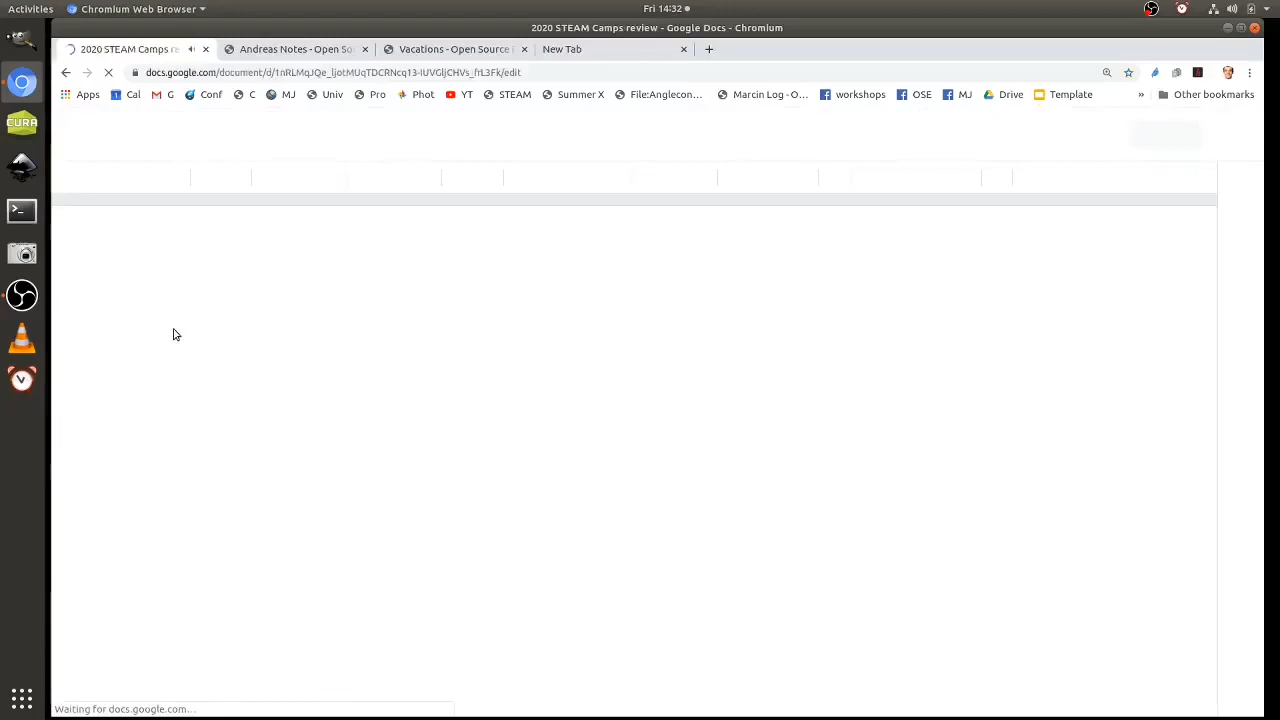 Activities
Chromium Web Browser
Fri 14:32
2020 STEAM Camps review - Google Docs - Chromium
2020 STEAM Camps re
Andreas Notes - Open So
Vacations - Open Source
New Tab
docs.google.com/document/d/1nRLMqJQe_ljotMUqTDCRNcq13-IUVGljCHVs_frL3Fk/edit
Apps
Cal
G
Conf
C
MJ
Univ
Pro
Phot
YT
STEAM
Summer X
File:Anglecon...
Marcin Log - O...
workshops
OSE
MJ
Drive
Template
»
Other bookmarks
CURA
Waiting for docs.google.com...